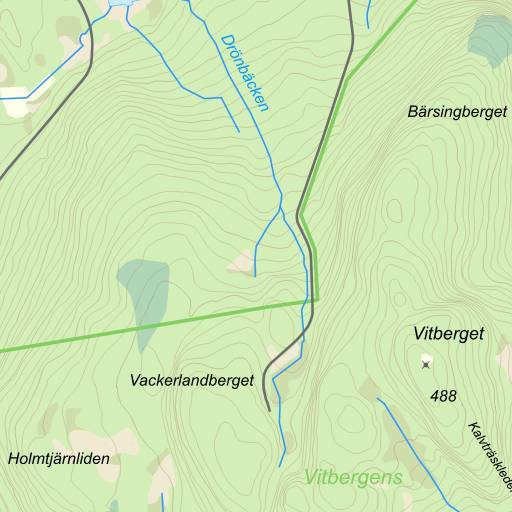 Drönbäcken
Bärsingberget
Vitberget
Vackerlandberget
488
Kalvträskleden
Holmtjärnliden
Vitbergens